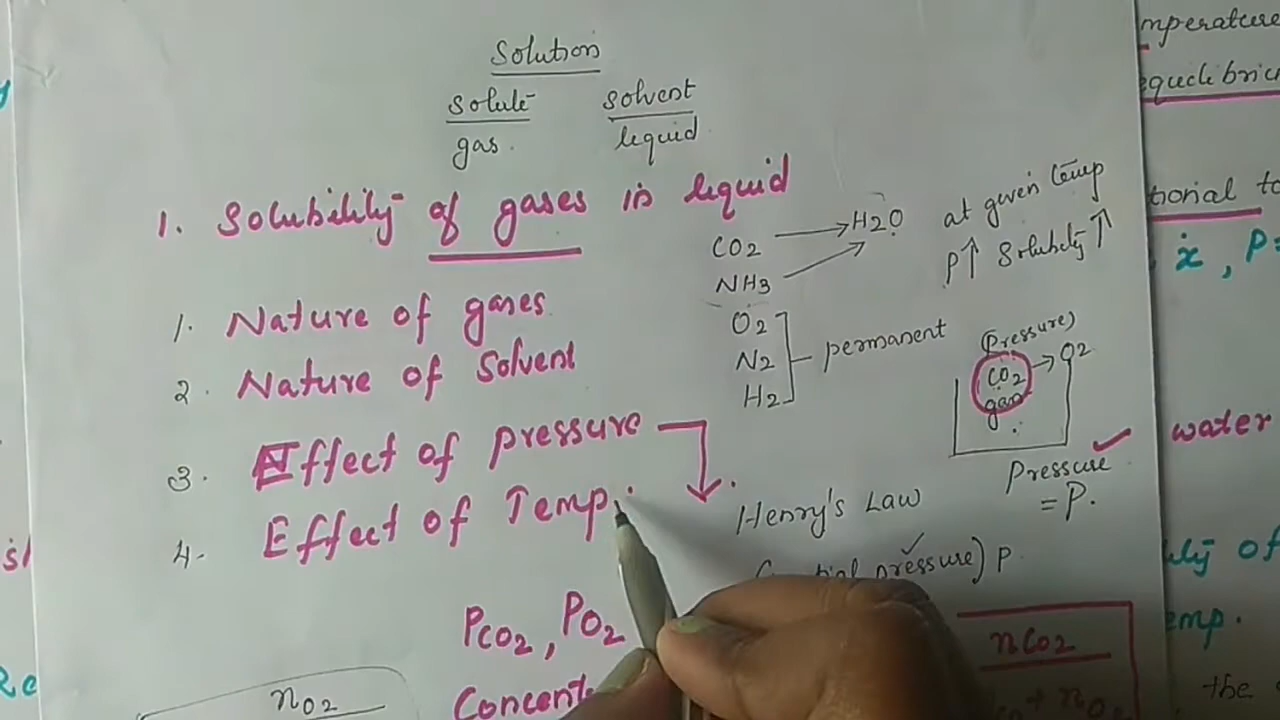 Solution
solute solvent
gas. liquid
1. Solubility of gases in liquid
CO2 → H2O
NH3
at given temp
P↑ Solubility ↑
1. Nature of gases
2. Nature of Solvent
3. Effect of pressure
4. Effect of Temp.
O2
N2
H2
permanent
(Pressure)
CO2 → O2
gas
Pressure
= P.
Henry's Law
pressure) p
PCO2, PO2
nCO2
nO2
mperature
equilibriu
tional to
x, P=
water
of
emp.
the
Re